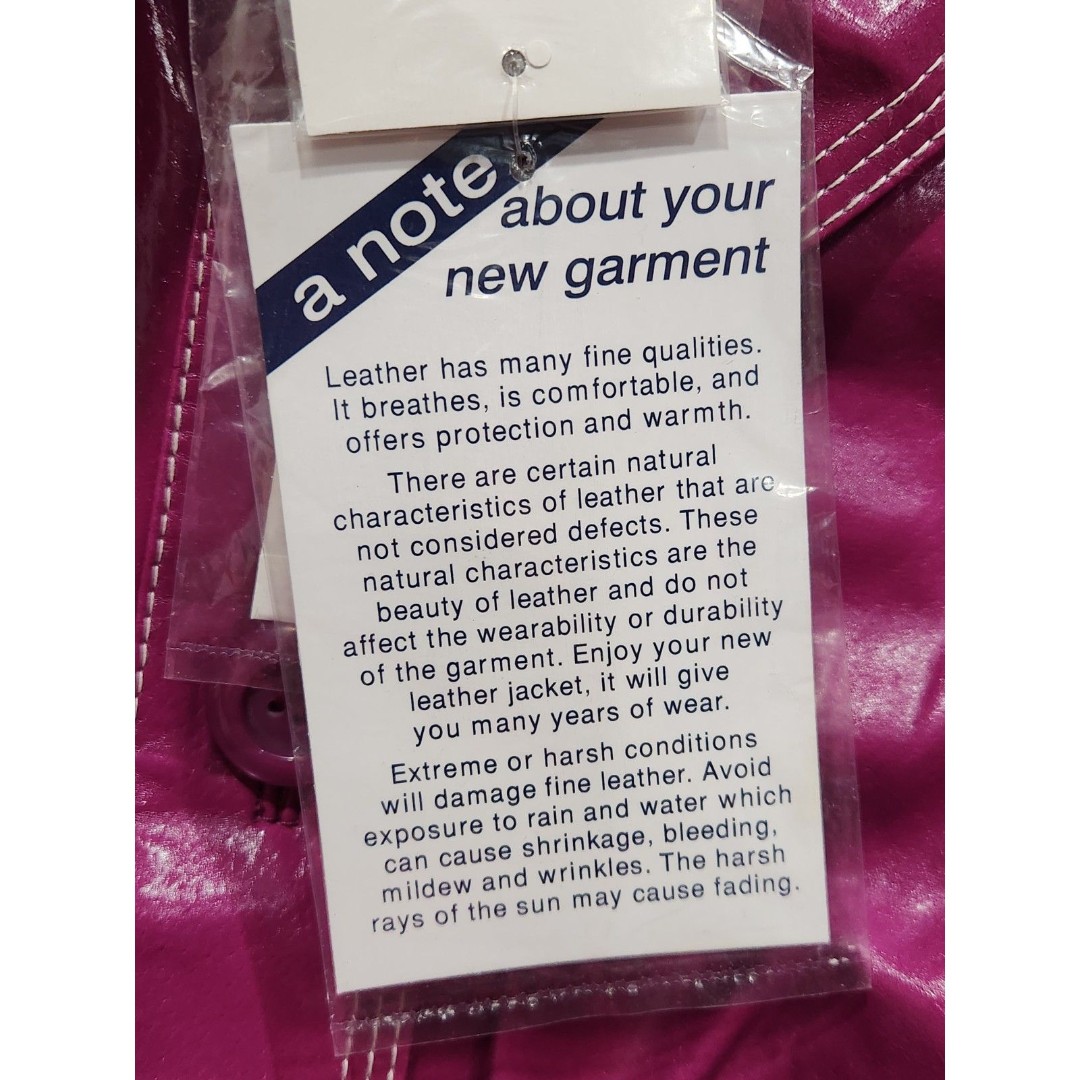 a note
about your
new garment
Leather has many fine qualities.
It breathes, is comfortable, and
offers protection and warmth.
There are certain natural
characteristics of leather that are
not considered defects. These
natural characteristics are the
beauty of leather and do not
affect the wearability or durability
of the garment. Enjoy your new
leather jacket, it will give
you many years of wear.
Extreme or harsh conditions
will damage fine leather. Avoid
exposure to rain and water which
can cause shrinkage, bleeding,
mildew and wrinkles. The harsh
rays of the sun may cause fading.